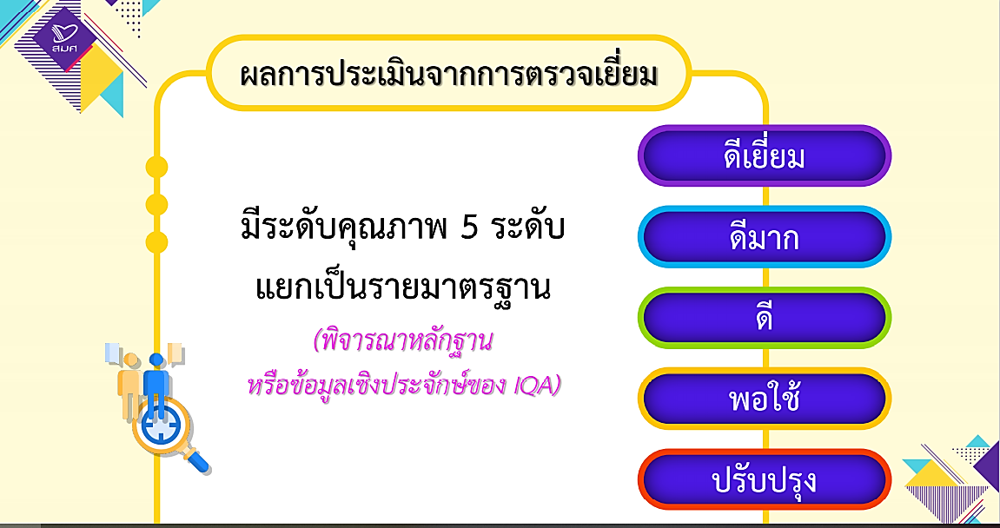 สมศ
ผลการประเมินจากการตรวจเยี่ยม
มีระดับคุณภาพ 5 ระดับ
แยกเป็นรายมาตรฐาน
(พิจารณาหลักฐาน
หรือข้อมูลเชิงประจักษ์ของ IQA)
ดีเยี่ยม
ดีมาก
ดี
พอใช้
ปรับปรุง